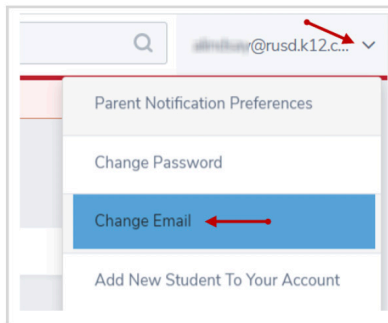 @rusd.k12.c...
Parent Notification Preferences
Change Password
Change Email
Add New Student To Your Account